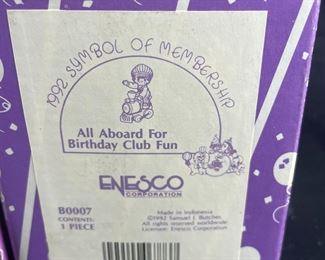 1992 SYMBOL OF MEMBERSHIP
All Aboard For
Birthday Club Fun
ENESCO
CORPORATION
B0007
CONTENTS:
1 PIECE
Made in Indonesia
©1992 Samuel J. Butcher
All rights reserved worldwide
Licensee Enesco Corporation